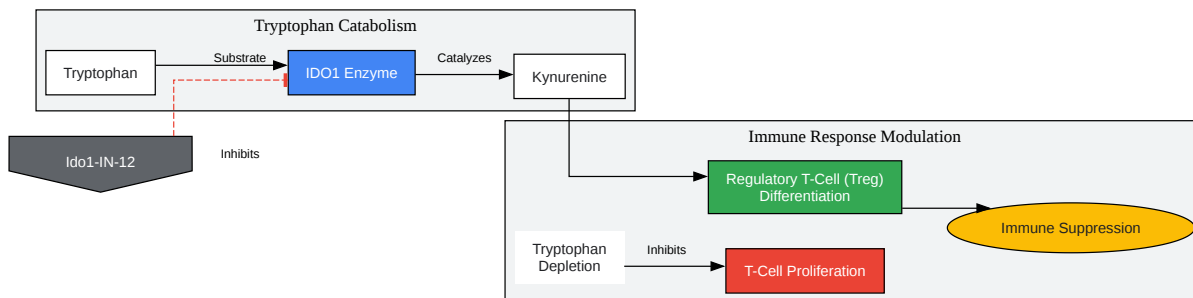 Tryptophan Catabolism
Tryptophan
Substrate
IDO1 Enzyme
Catalyzes
Kynurenine
Ido1-IN-12
Inhibits
Immune Response Modulation
Regulatory T-Cell (Treg)
Differentiation
Immune Suppression
Tryptophan
Depletion
Inhibits
T-Cell Proliferation